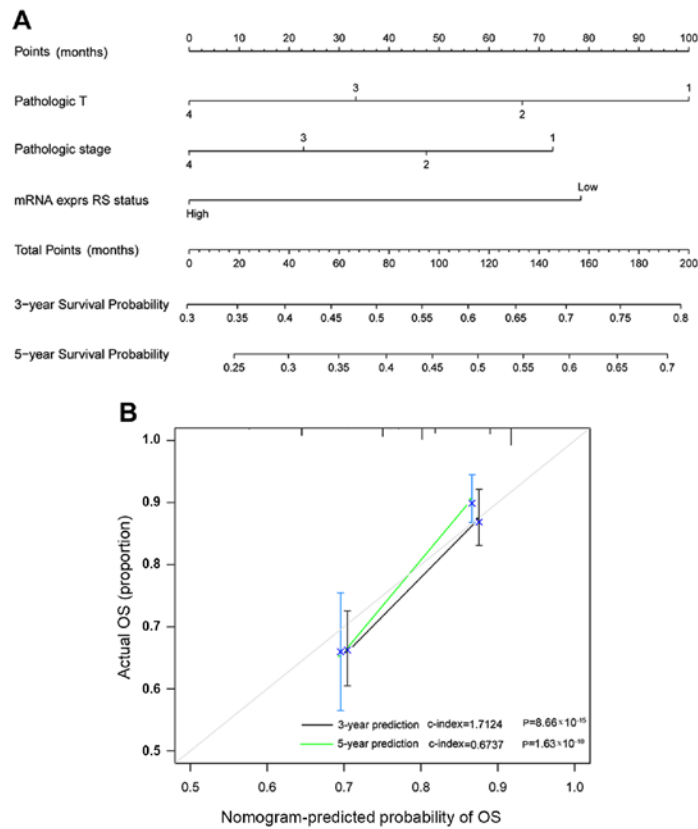 A
Points (months) 0 10 20 30 40 50 60 70 80 90 100
Pathologic T 4 3 2 1
Pathologic stage 4 3 2 1
mRNA exprs RS status High Low
Total Points (months) 0 20 40 60 80 100 120 140 160 180 200
3-year Survival Probability 0.3 0.35 0.4 0.45 0.5 0.55 0.6 0.65 0.7 0.75 0.8
5-year Survival Probability 0.25 0.3 0.35 0.4 0.45 0.5 0.55 0.6 0.65 0.7
B
Actual OS (proportion)
1.0
0.9
0.8
0.7
0.6
0.5
3-year prediction c-index=1.7124 P=8.66×10-15
5-year prediction c-index=0.6737 P=1.63×10-10
0.5 0.6 0.7 0.8 0.9 1.0
Nomogram-predicted probability of OS